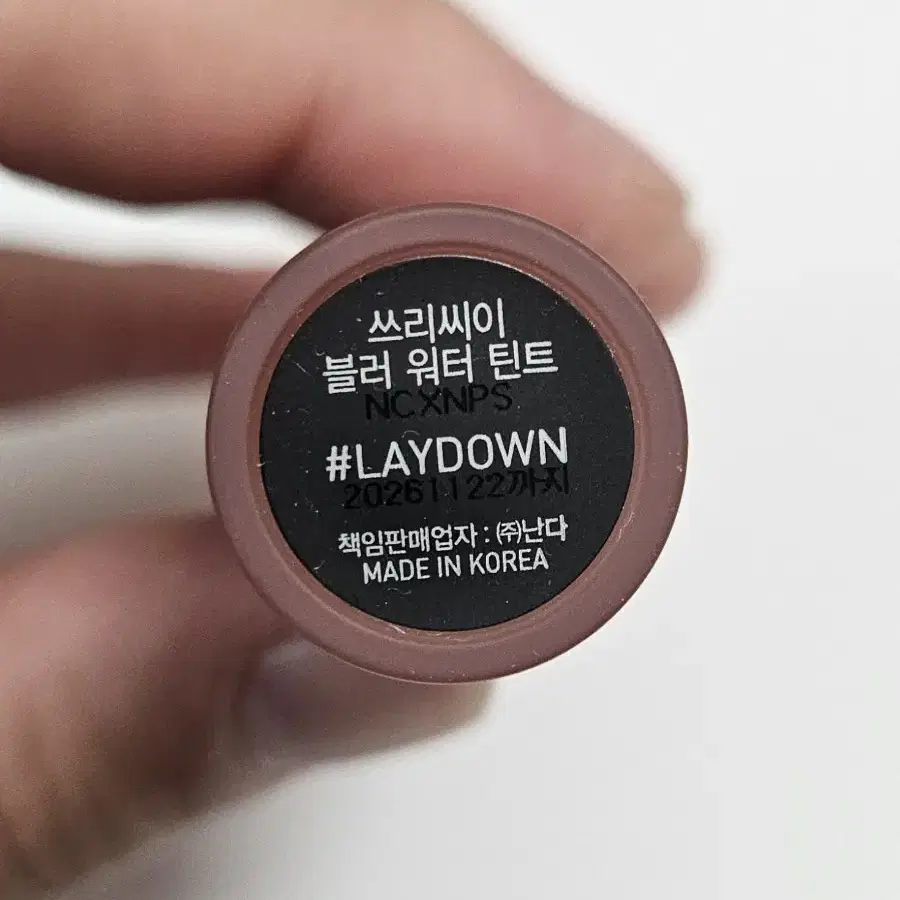 쓰리씨이
블러 워터 틴트
NCXNPS
#LAYDOWN
20261122까지
책임판매업자 : ㈜난다
MADE IN KOREA